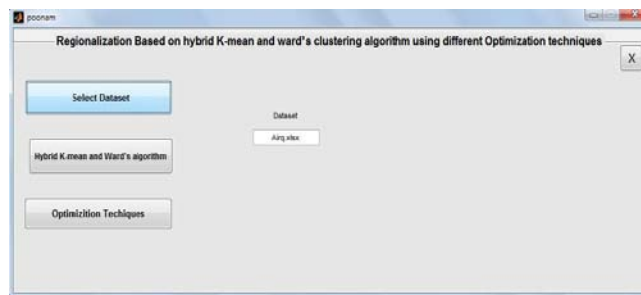 poonam
Regionalization Based on hybrid K-mean and ward's clustering algorithm using different Optimization techniques
X
Select Dataset
Dataset
Airq.xlsx
Hybrid K-mean and Ward's algorithm
Optimizition Techiques